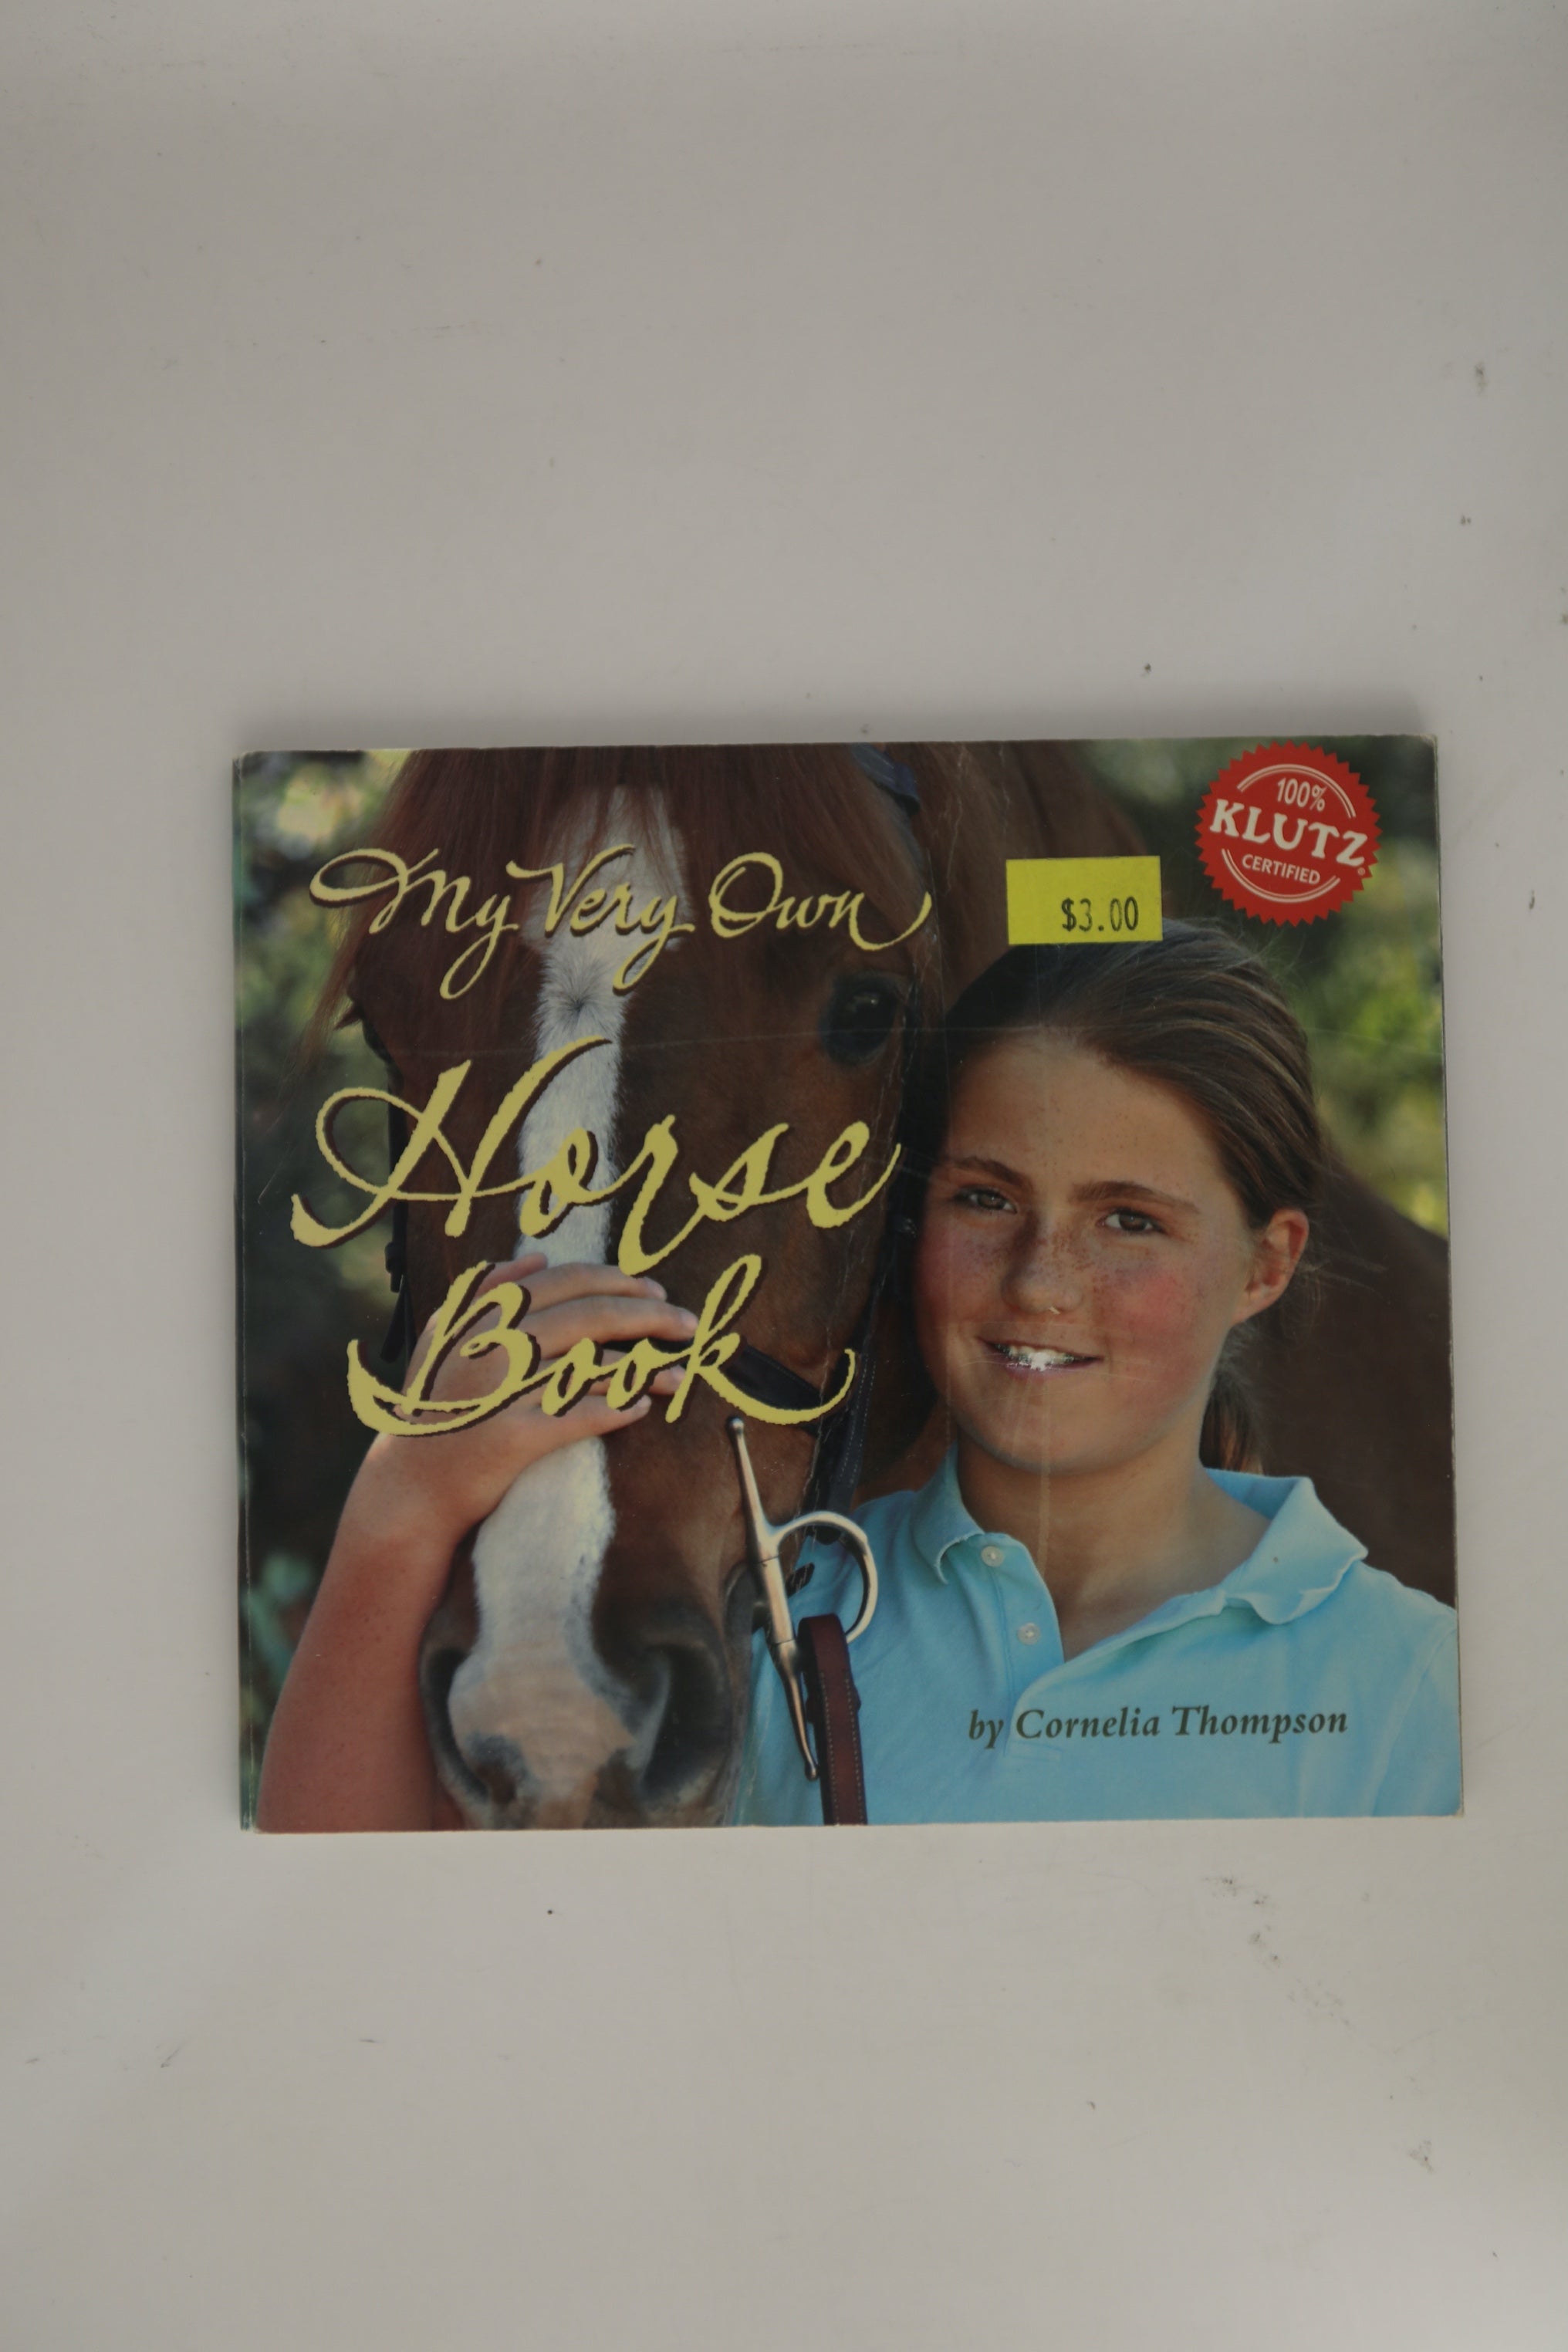 My Very Own
Horse
Book
$3.00
100%
KLUTZ®
CERTIFIED
by Cornelia Thompson